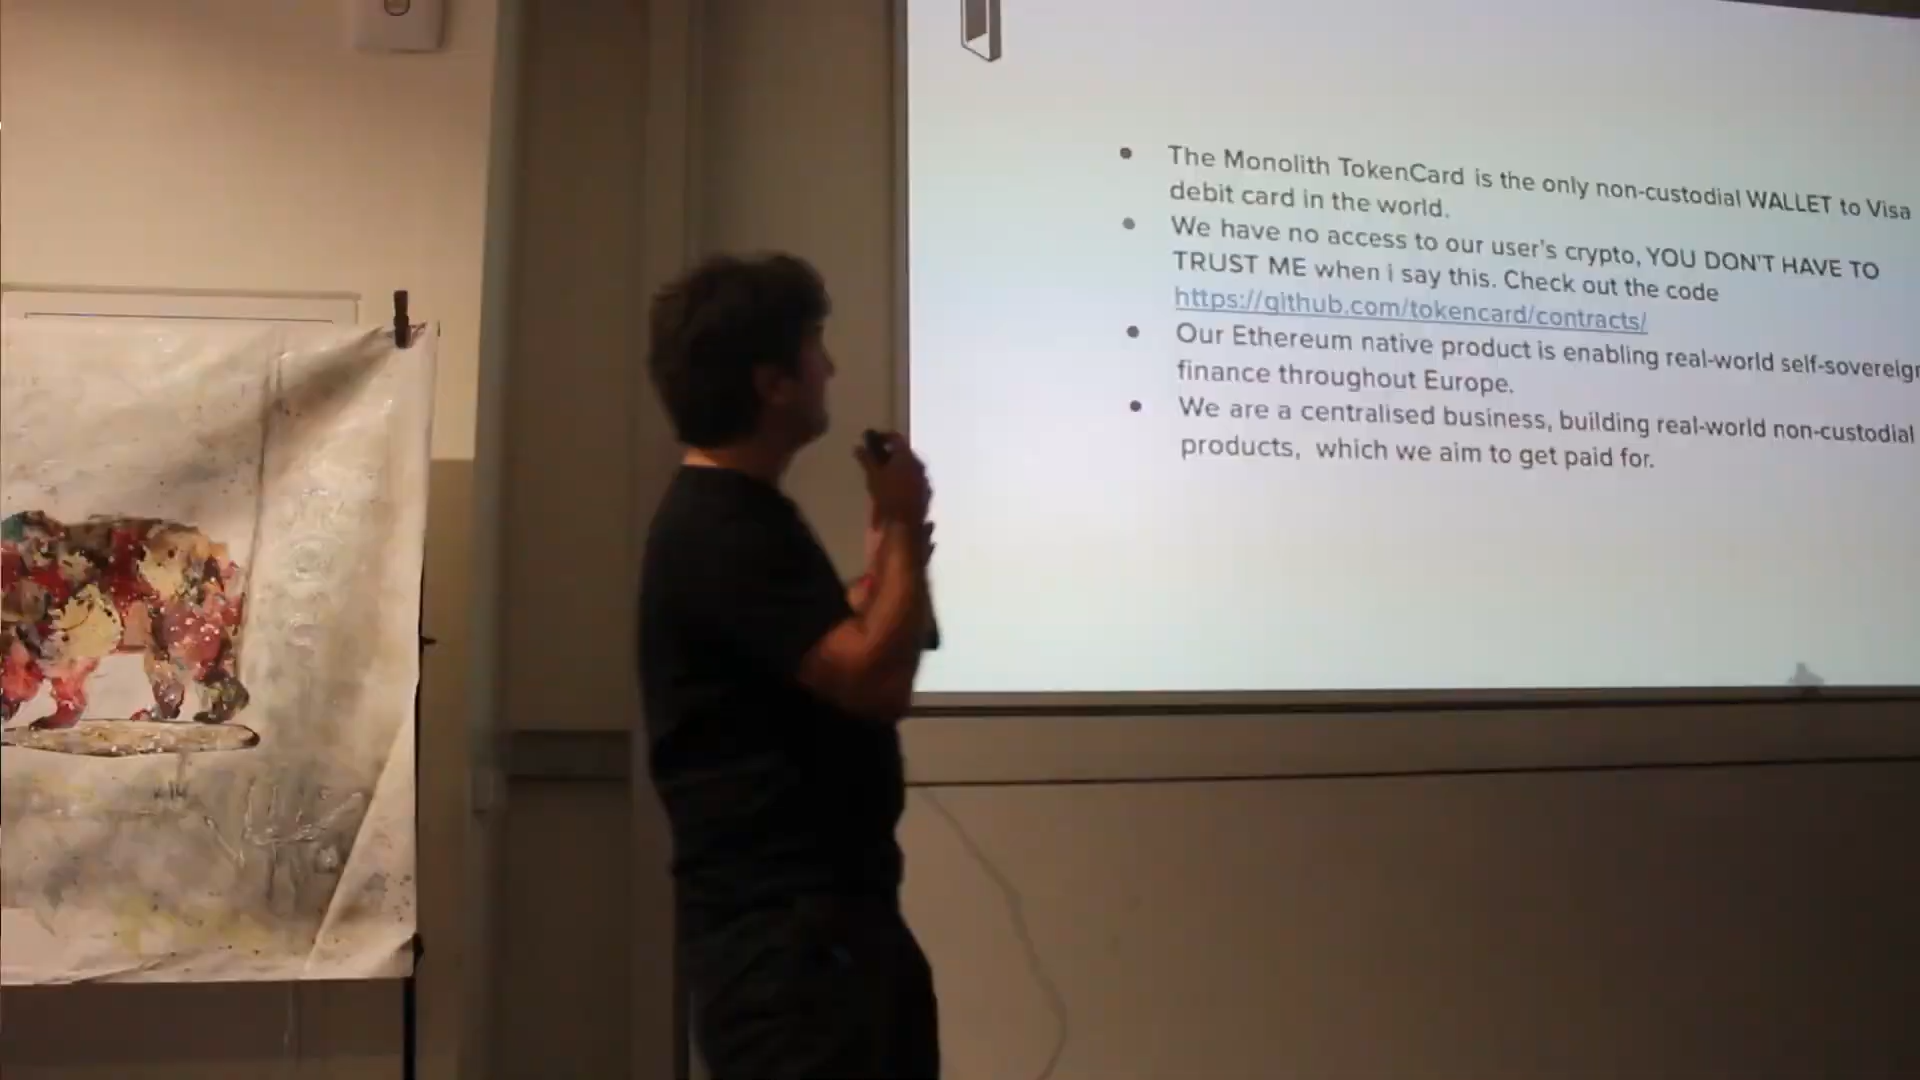 The Monolith TokenCard is the only non-custodial WALLET to Visa
debit card in the world.
We have no access to our user's crypto, YOU DON'T HAVE TO
TRUST ME when i say this. Check out the code
https://github.com/tokencard/contracts/
Our Ethereum native product is enabling real-world self-sovereign
finance throughout Europe.
We are a centralised business, building real-world non-custodial
products, which we aim to get paid for.